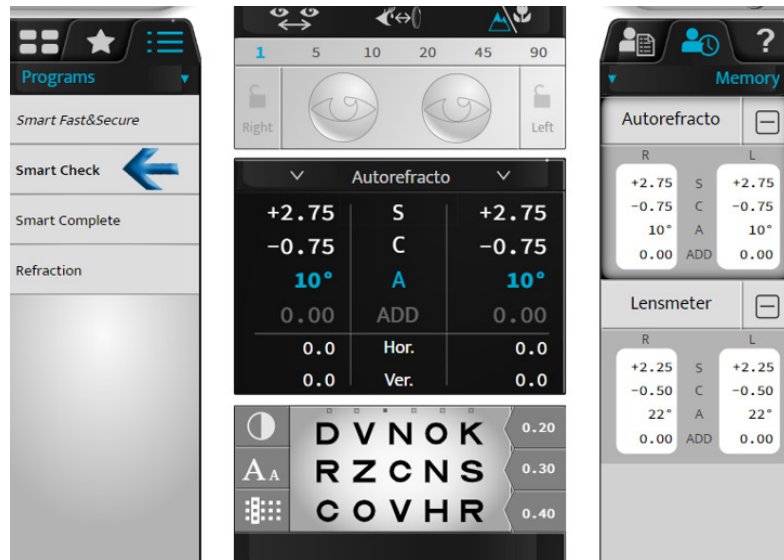 Programs
Smart Fast&Secure
Smart Check
Smart Complete
Refraction
1 5 10 20 45 90
Right Left
Autorefracto
+2.75 S +2.75
-0.75 C -0.75
10° A 10°
0.00 ADD 0.00
0.0 Hor. 0.0
0.0 Ver. 0.0
D V N O K 0.20
A A R Z C N S 0.30
C O V H R 0.40
?
Memory
Autorefracto
R L
+2.75 S +2.75
-0.75 C -0.75
10° A 10°
0.00 ADD 0.00
Lensmeter
R L
+2.25 S +2.25
-0.50 C -0.50
22° A 22°
0.00 ADD 0.00